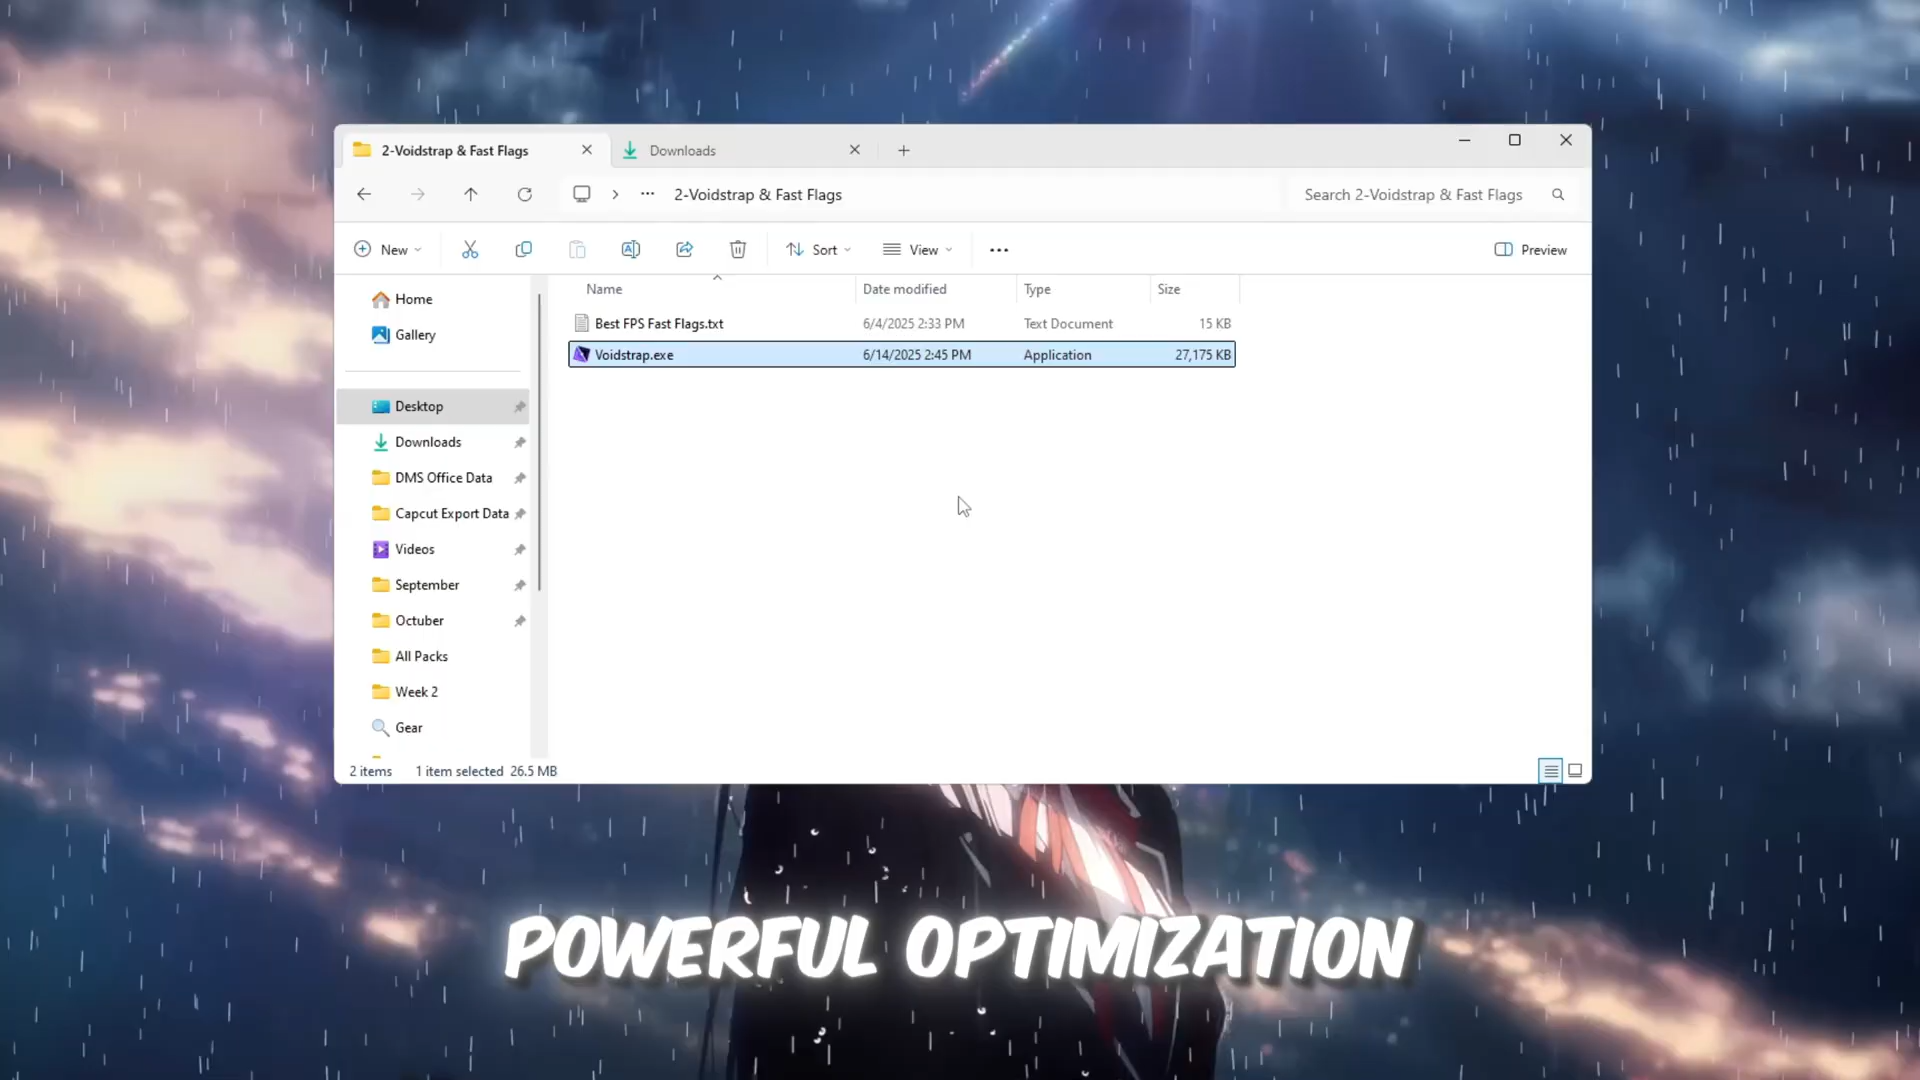 2-Voidstrap & Fast Flags
Downloads
2-Voidstrap & Fast Flags
Search 2-Voidstrap & Fast Flags
New
Sort
View
Preview
Name
Date modified
Type
Size
Best FPS Fast Flags.txt
6/4/2025 2:33 PM
Text Document
15 KB
Voidstrap.exe
6/14/2025 2:45 PM
Application
27,175 KB
Home
Gallery
Desktop
Downloads
DMS Office Data
Capcut Export Data
Videos
September
Octuber
All Packs
Week 2
Gear
2 items
1 item selected 26.5 MB
POWERFUL OPTIMIZATION